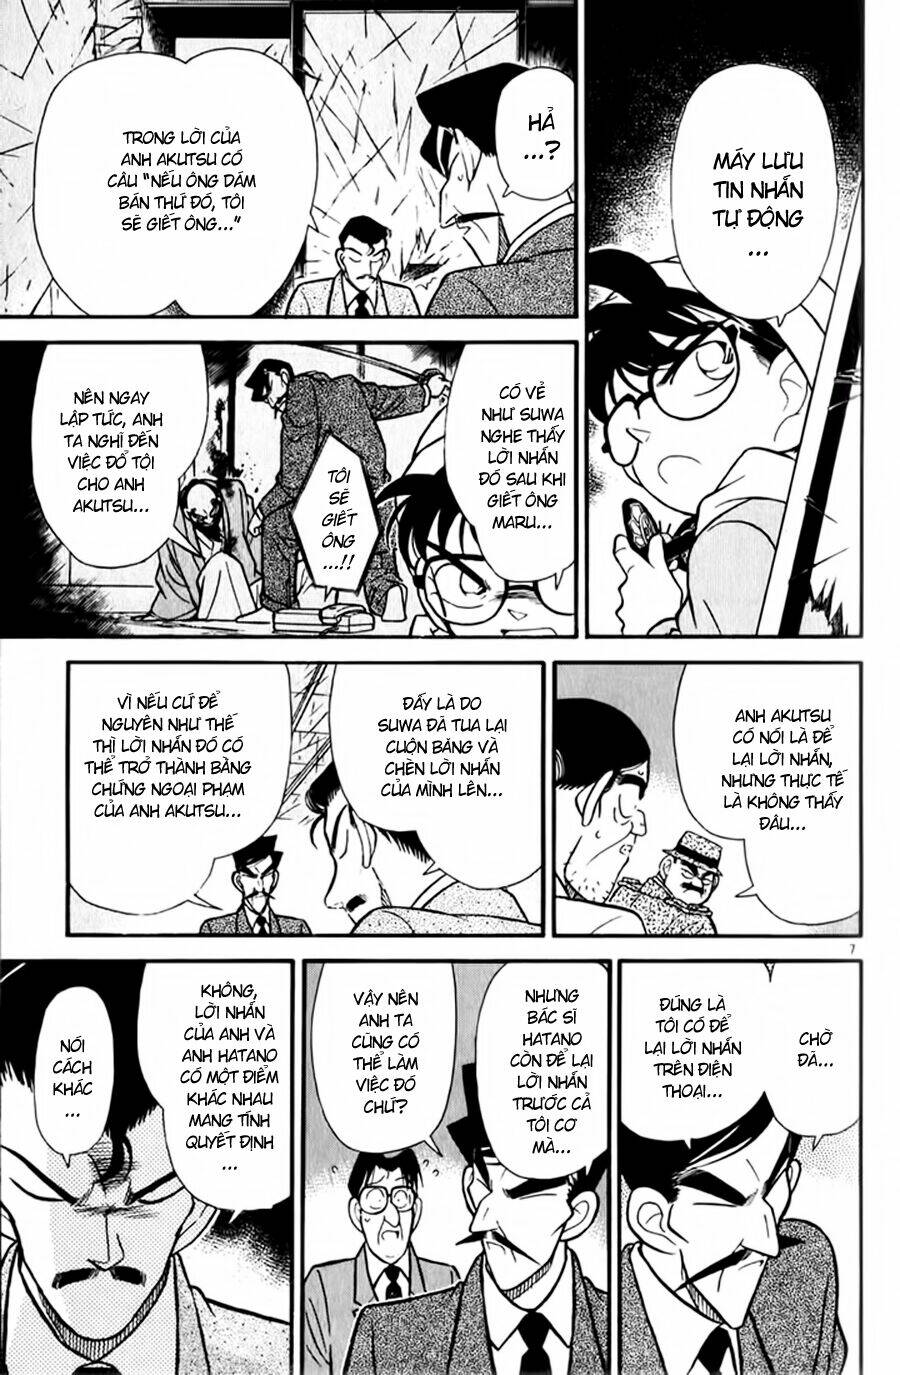 MÁY LƯU
TIN NHẮN
TỰ ĐỘNG
...
HẢ
...?
TRONG LỜI CỦA
ANH AKUTSU CÓ
CÂU "NẾU ÔNG DÁM
BÁN THỨ ĐÓ, TÔI
SẼ GIẾT ÔNG..."
CÓ VẺ
NHƯ SUWA
NGHE THẤY
LỜI NHẮN
ĐÓ SAU KHI
GIẾT ÔNG
MARU...
TÔI
SẼ
GIẾT
ÔNG
...!!
NÊN NGAY
LẬP TỨC, ANH
TA NGHĨ ĐẾN
VIỆC ĐỔ TỘI
CHO ANH
AKUTSU...
ANH AKUTSU
CÓ NÓI LÀ ĐỂ
LẠI LỜI NHẮN,
NHƯNG THỰC TẾ
LÀ KHÔNG THẤY
ĐÂU...
ĐẤY LÀ DO
SUWA ĐÃ TUA LẠI
CUỘN BĂNG VÀ
CHÈN LỜI NHẮN
CỦA MÌNH LÊN...
VÌ NẾU CỨ ĐỂ
NGUYÊN NHƯ THẾ
THÌ LỜI NHẮN ĐÓ CÓ
THỂ TRỞ THÀNH BẰNG
CHỨNG NGOẠI PHẠM
CỦA ANH AKUTSU...
7
CHỜ
ĐÃ...
ĐÚNG LÀ
TÔI CÓ ĐỂ
LẠI LỜI NHẮN
TRÊN ĐIỆN
THOẠI...
NHƯNG
BÁC SĨ
HATANO
CÒN ĐỂ LẠI
LỜI NHẮN
TRƯỚC CẢ
TÔI CƠ
MÀ...
VẬY NÊN
ANH TA
CŨNG CÓ
THỂ LÀM
VIỆC ĐÓ
CHỨ?
KHÔNG,
LỜI NHẮN
CỦA ANH VÀ
ANH HATANO
CÓ MỘT ĐIỂM
KHÁC NHAU
MANG TÍNH
QUYẾT ĐỊNH
...
NÓI
CÁCH
KHÁC
...